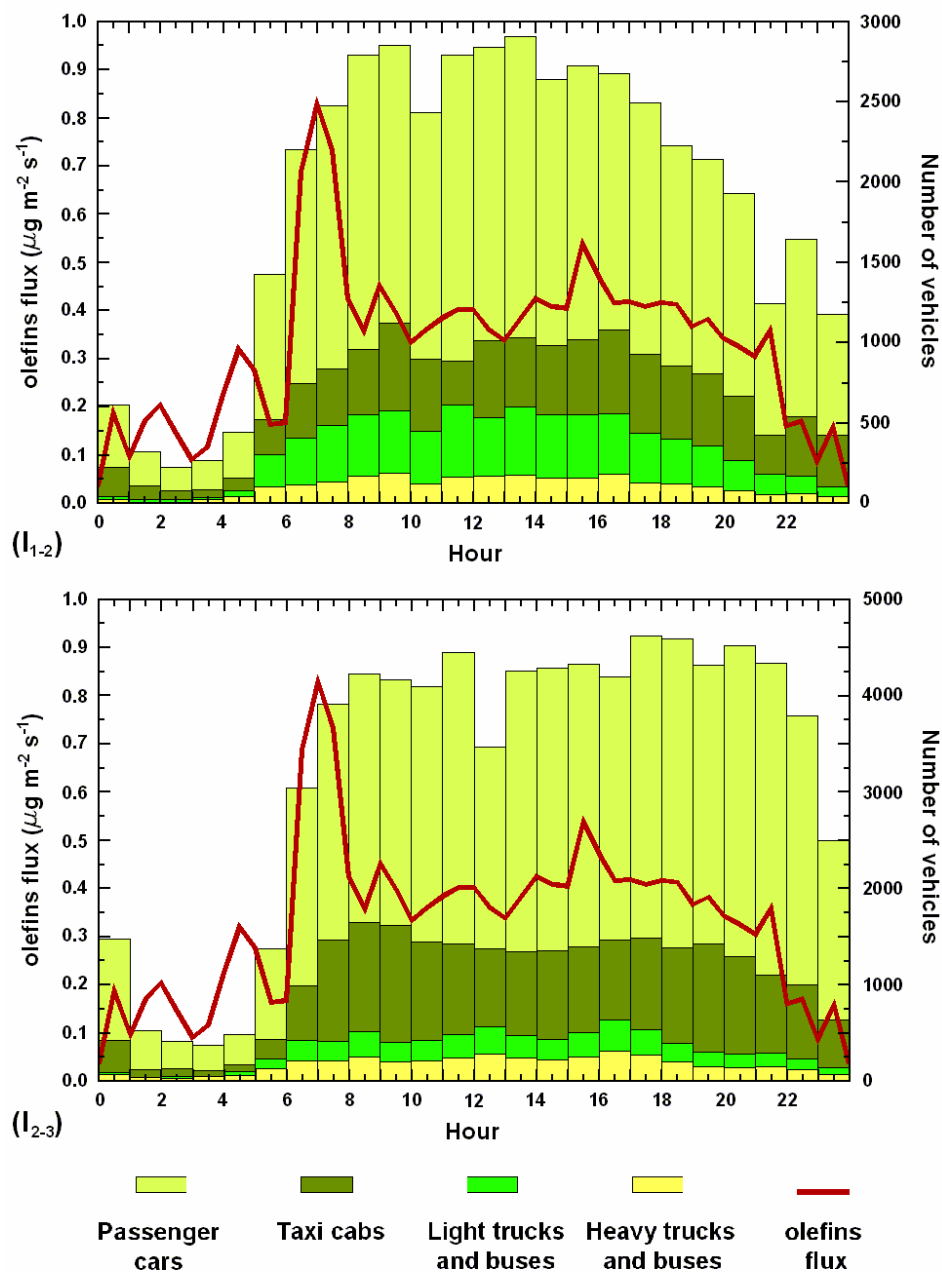 1.0
0.9
0.8
0.7
0.6
0.5
0.4
0.3
0.2
0.1
0.0
olefins flux (μg m-2 s-1)
3000
2500
2000
1500
1000
500
0
Number of vehicles
0 2 4 6 8 10 12 14 16 18 20 22
Hour
(I1-2)
1.0
0.9
0.8
0.7
0.6
0.5
0.4
0.3
0.2
0.1
0.0
olefins flux (μg m-2 s-1)
5000
4000
3000
2000
1000
0
Number of vehicles
0 2 4 6 8 10 12 14 16 18 20 22
Hour
(I2-3)
Passenger cars
Taxi cabs
Light trucks and buses
Heavy trucks and buses
olefins flux